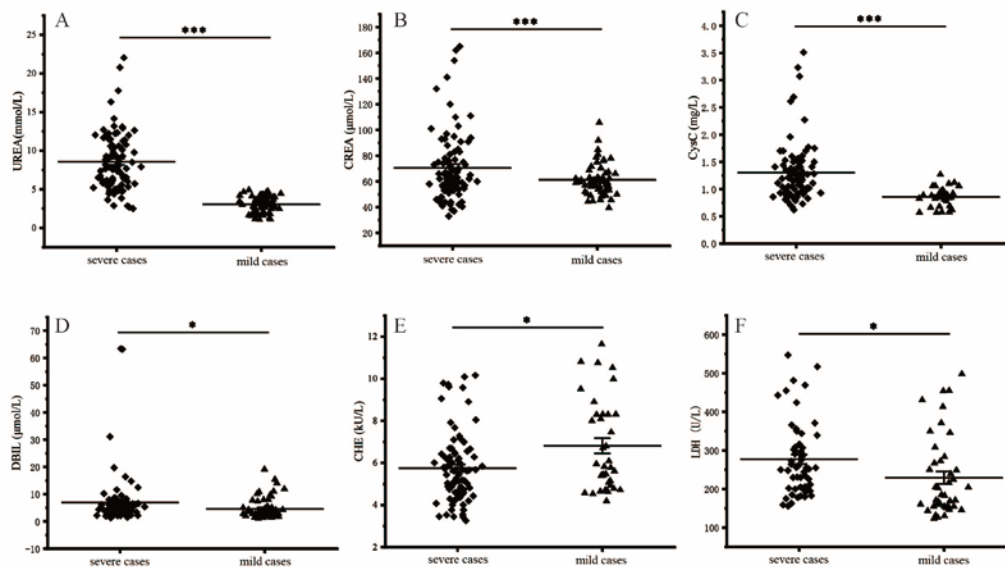 A
***
UREA(mmol/L)
25
20
15
10
5
0
severe cases
mild cases
B
***
CREA (μmol/L)
180
160
140
120
100
80
60
40
20
severe cases
mild cases
C
***
CysC (mg/L)
4.0
3.5
3.0
2.5
2.0
1.5
1.0
0.5
0.0
severe cases
mild cases
D
*
DBIL (μmol/L)
70
60
50
40
30
20
10
0
−10
severe cases
mild cases
E
*
CHE (kU/L)
12
10
8
6
4
2
severe cases
mild cases
F
*
LDH (U/L)
600
500
400
300
200
100
severe cases
mild cases